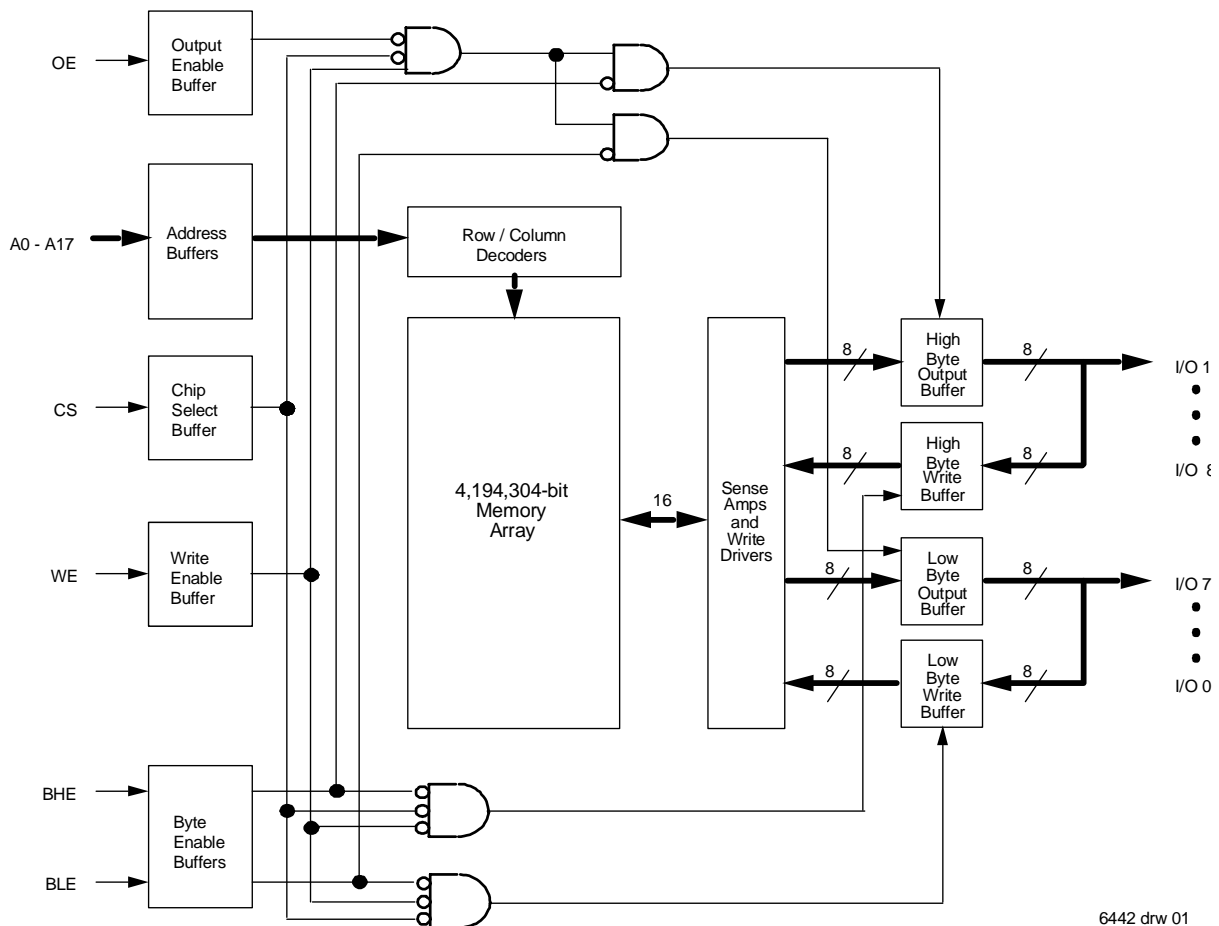 OE
Output
Enable
Buffer
A0 - A17
Address
Buffers
Row / Column
Decoders
CS
Chip
Select
Buffer
WE
Write
Enable
Buffer
4,194,304-bit
Memory
Array
16
Sense
Amps
and
Write
Drivers
8
High
Byte
Output
Buffer
8
I/O 1
8
High
Byte
Write
Buffer
8
I/O 8
8
Low
Byte
Output
Buffer
8
I/O 7
8
Low
Byte
Write
Buffer
8
I/O 0
BHE
Byte
Enable
Buffers
BLE
6442 drw 01